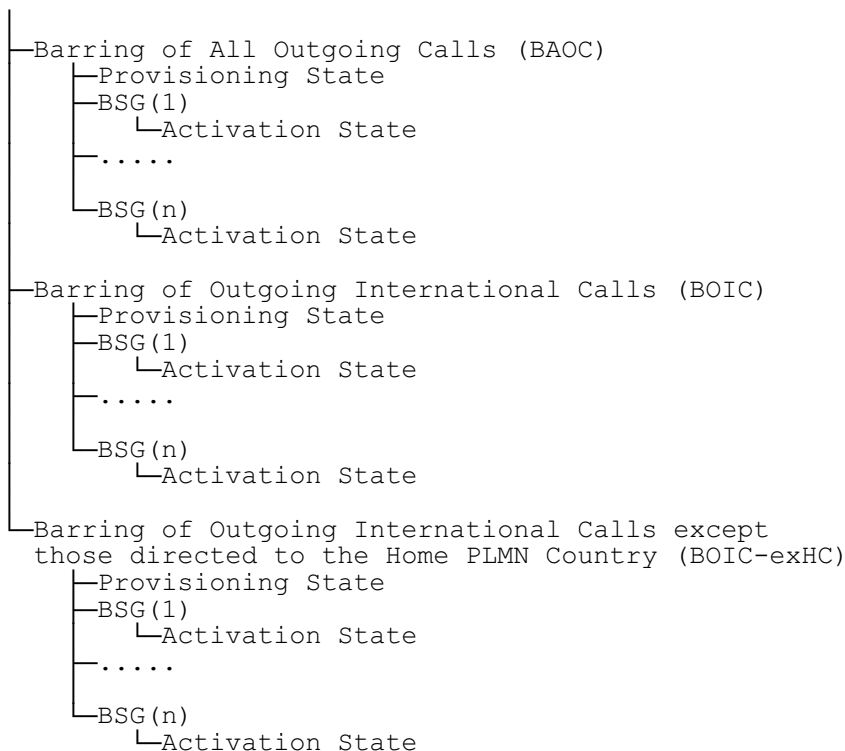 Barring of All Outgoing Calls (BAOC)
Provisioning State
BSG(1)
Activation State
.....
BSG(n)
Activation State
Barring of Outgoing International Calls (BOIC)
Provisioning State
BSG(1)
Activation State
.....
BSG(n)
Activation State
Barring of Outgoing International Calls except
those directed to the Home PLMN Country (BOIC-exHC)
Provisioning State
BSG(1)
Activation State
.....
BSG(n)
Activation State